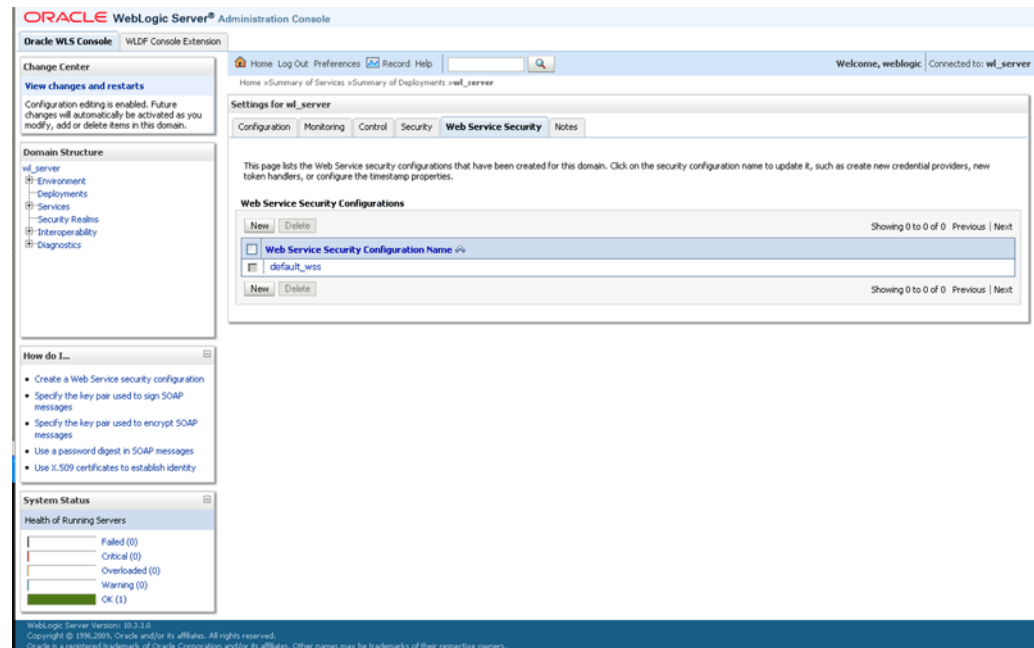 ORACLE WebLogic Server® Administration Console
Oracle WLS Console WLDF Console Extension
Change Center
View changes and restarts
Configuration editing is enabled. Future
changes will automatically be activated as you
modify, add or delete items in this domain.
Domain Structure
wl_server
Environment
Deployments
Services
Security Realms
Interoperability
Diagnostics
How do I...
Create a Web Service security configuration
Specify the key pair used to sign SOAP
messages
Specify the key pair used to encrypt SOAP
messages
Use a password digest in SOAP messages
Use X.509 certificates to establish identity
System Status
Health of Running Servers
Failed (0)
Critical (0)
Overloaded (0)
Warning (0)
OK (1)
Home Log Out Preferences Record Help
Welcome, weblogic Connected to: wl_server
Home >Summary of Services >Summary of Deployments >wl_server
Settings for wl_server
Configuration Monitoring Control Security Web Service Security Notes
This page lists the Web Service security configurations that have been created for this domain. Click on the security configuration name to update it, such as create new credential providers, new
token handlers, or configure the timestamp properties.
Web Service Security Configurations
New Delete Showing 0 to 0 of 0 Previous | Next
Web Service Security Configuration Name
default_wss
New Delete Showing 0 to 0 of 0 Previous | Next
WebLogic Server Version: 10.3.1.0
Copyright © 1996,2009, Oracle and/or its affiliates. All rights reserved.
Oracle is a registered trademark of Oracle Corporation and/or its affiliates. Other names may be trademarks of their respective owners.